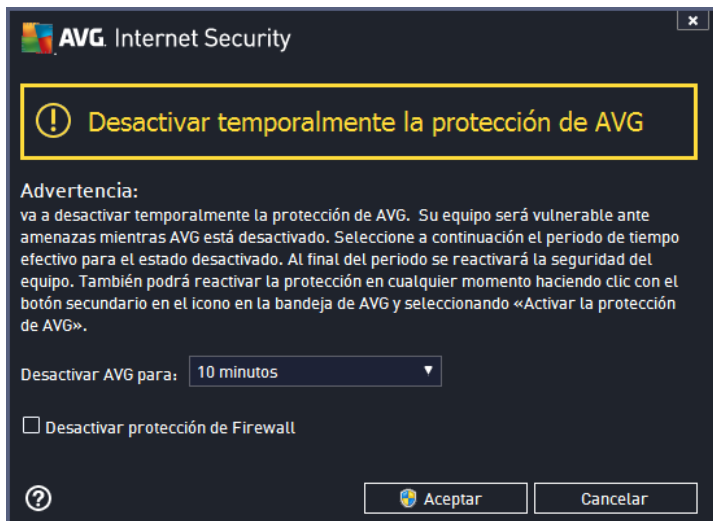 AVG. Internet Security
x
Desactivar temporalmente la protección de AVG
Advertencia:
va a desactivar temporalmente la protección de AVG. Su equipo será vulnerable ante
amenazas mientras AVG está desactivado. Seleccione a continuación el periodo de tiempo
efectivo para el estado desactivado. Al final del periodo se reactivará la seguridad del
equipo. También podrá reactivar la protección en cualquier momento haciendo clic con el
botón secundario en el icono en la bandeja de AVG y seleccionando «Activar la protección
de AVG».
Desactivar AVG para: 10 minutos
Desactivar protección de Firewall
? Aceptar Cancelar